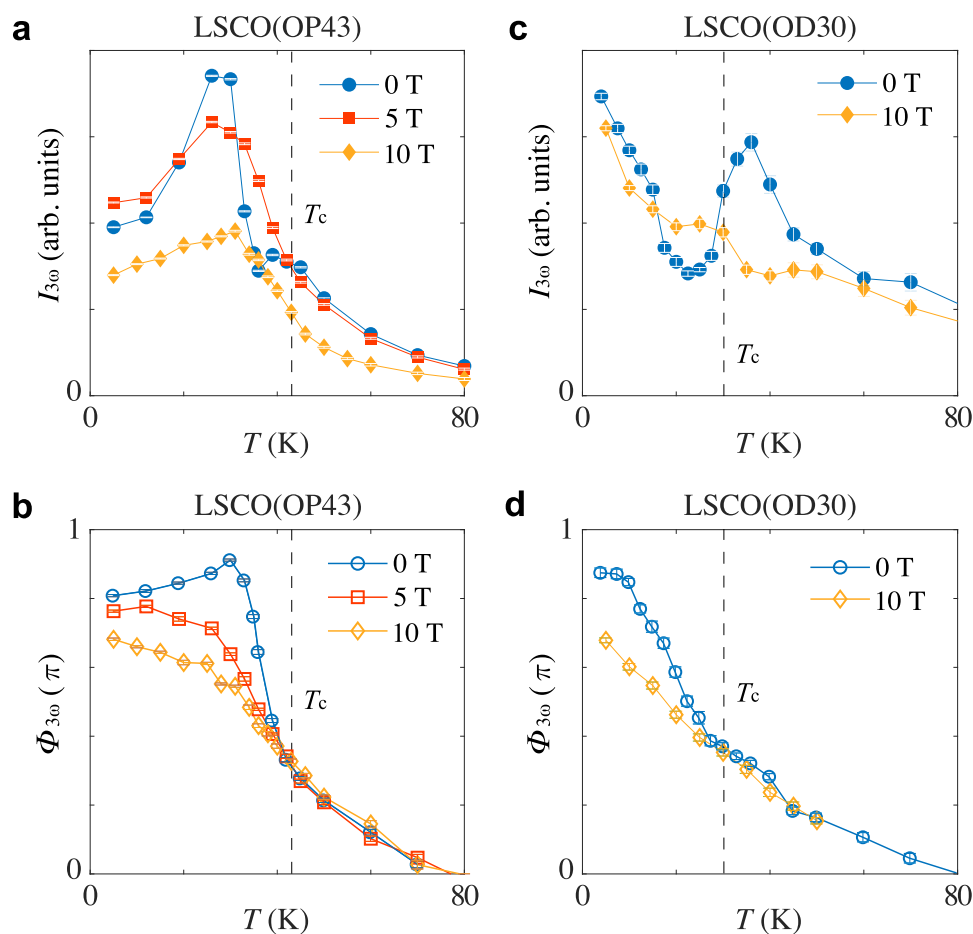 a
LSCO(OP43)
I3ω (arb. units)
0 T
5 T
10 T
Tc
0
0
80
T (K)
c
LSCO(OD30)
I3ω (arb. units)
0 T
10 T
Tc
0
0
80
T (K)
b
LSCO(OP43)
Φ3ω ( π )
1
0 T
5 T
10 T
Tc
0
0
80
T (K)
d
LSCO(OD30)
Φ3ω ( π )
1
0 T
10 T
Tc
0
0
80
T (K)